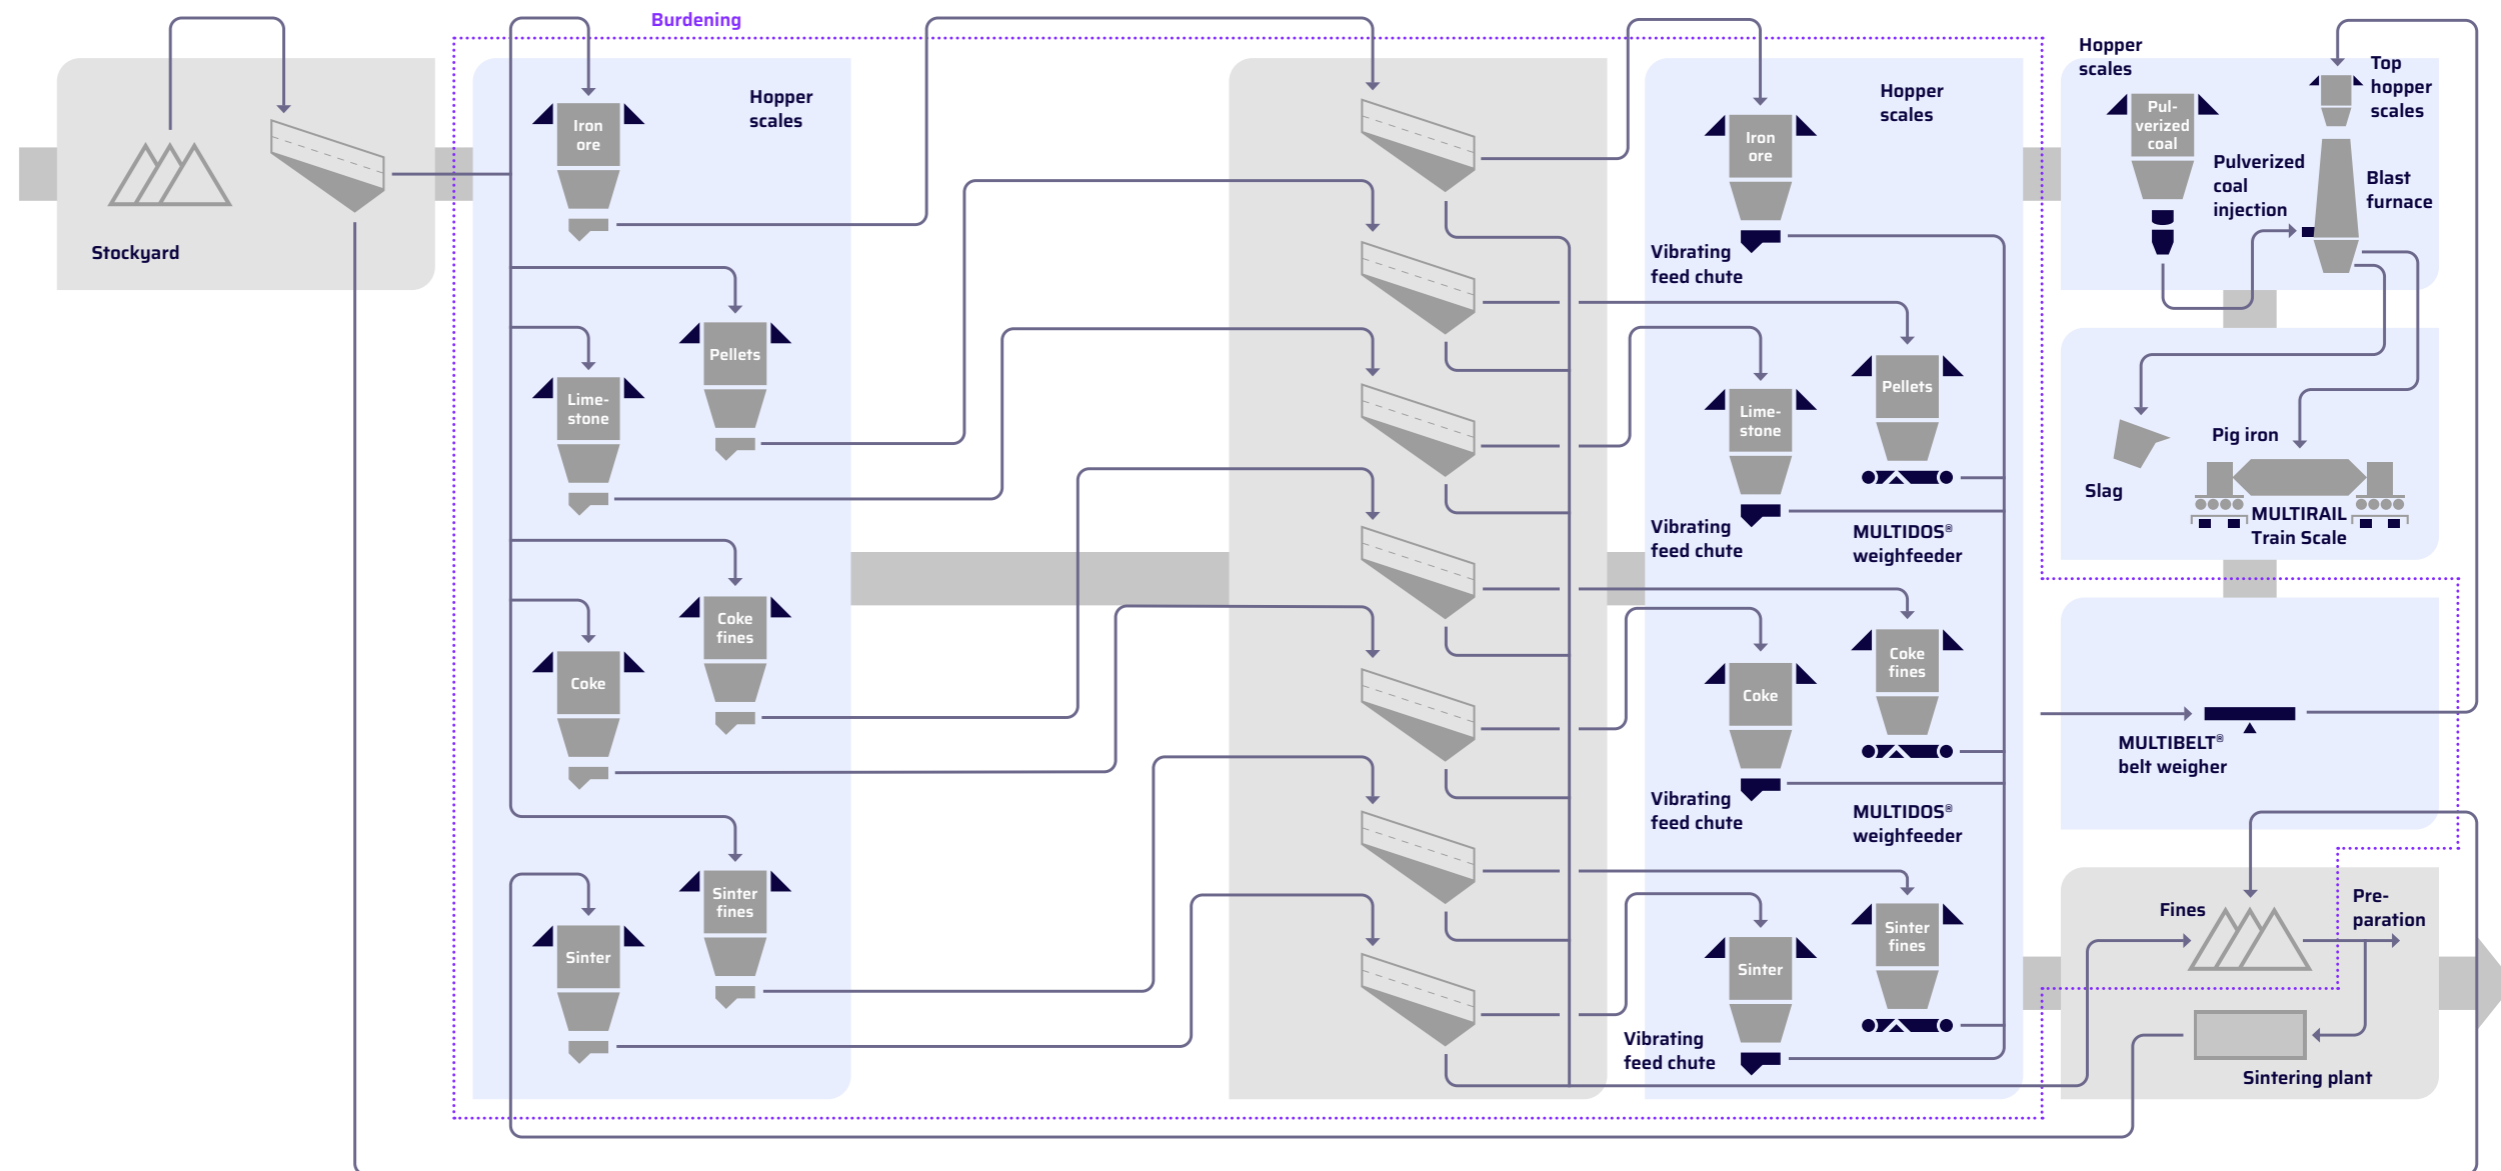 Burdening
Stockyard
Hopper
scales
Iron
ore
Pellets
Lime-
stone
Coke
fines
Coke
Sinter
fines
Sinter
Hopper
scales
Iron
ore
Vibrating
feed chute
Pellets
Lime-
stone
Vibrating
feed chute
MULTIDOS®
weighfeeder
Coke
fines
Coke
Vibrating
feed chute
MULTIDOS®
weighfeeder
Sinter
fines
Sinter
Vibrating
feed chute
Hopper
scales
Pul-
verized
coal
Top
hopper
scales
Pulverized
coal
injection
Blast
furnace
Pig iron
Slag
MULTIRAIL
Train Scale
MULTIBELT®
belt weigher
Fines
Pre-
paration
Sintering plant